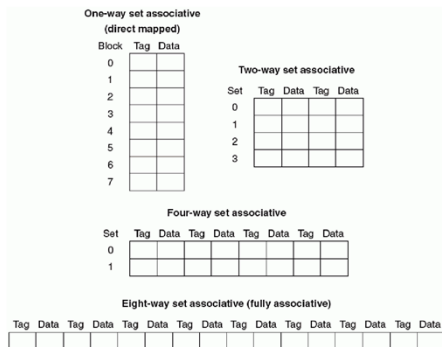 One-way set associative
(direct mapped)
Block Tag Data
0
1
2
3
4
5
6
7
Two-way set associative
Set Tag Data Tag Data
0
1
2
3
Four-way set associative
Set Tag Data Tag Data Tag Data Tag Data
0
1
Eight-way set associative (fully associative)
Tag Data Tag Data Tag Data Tag Data Tag Data Tag Data Tag Data Tag Data